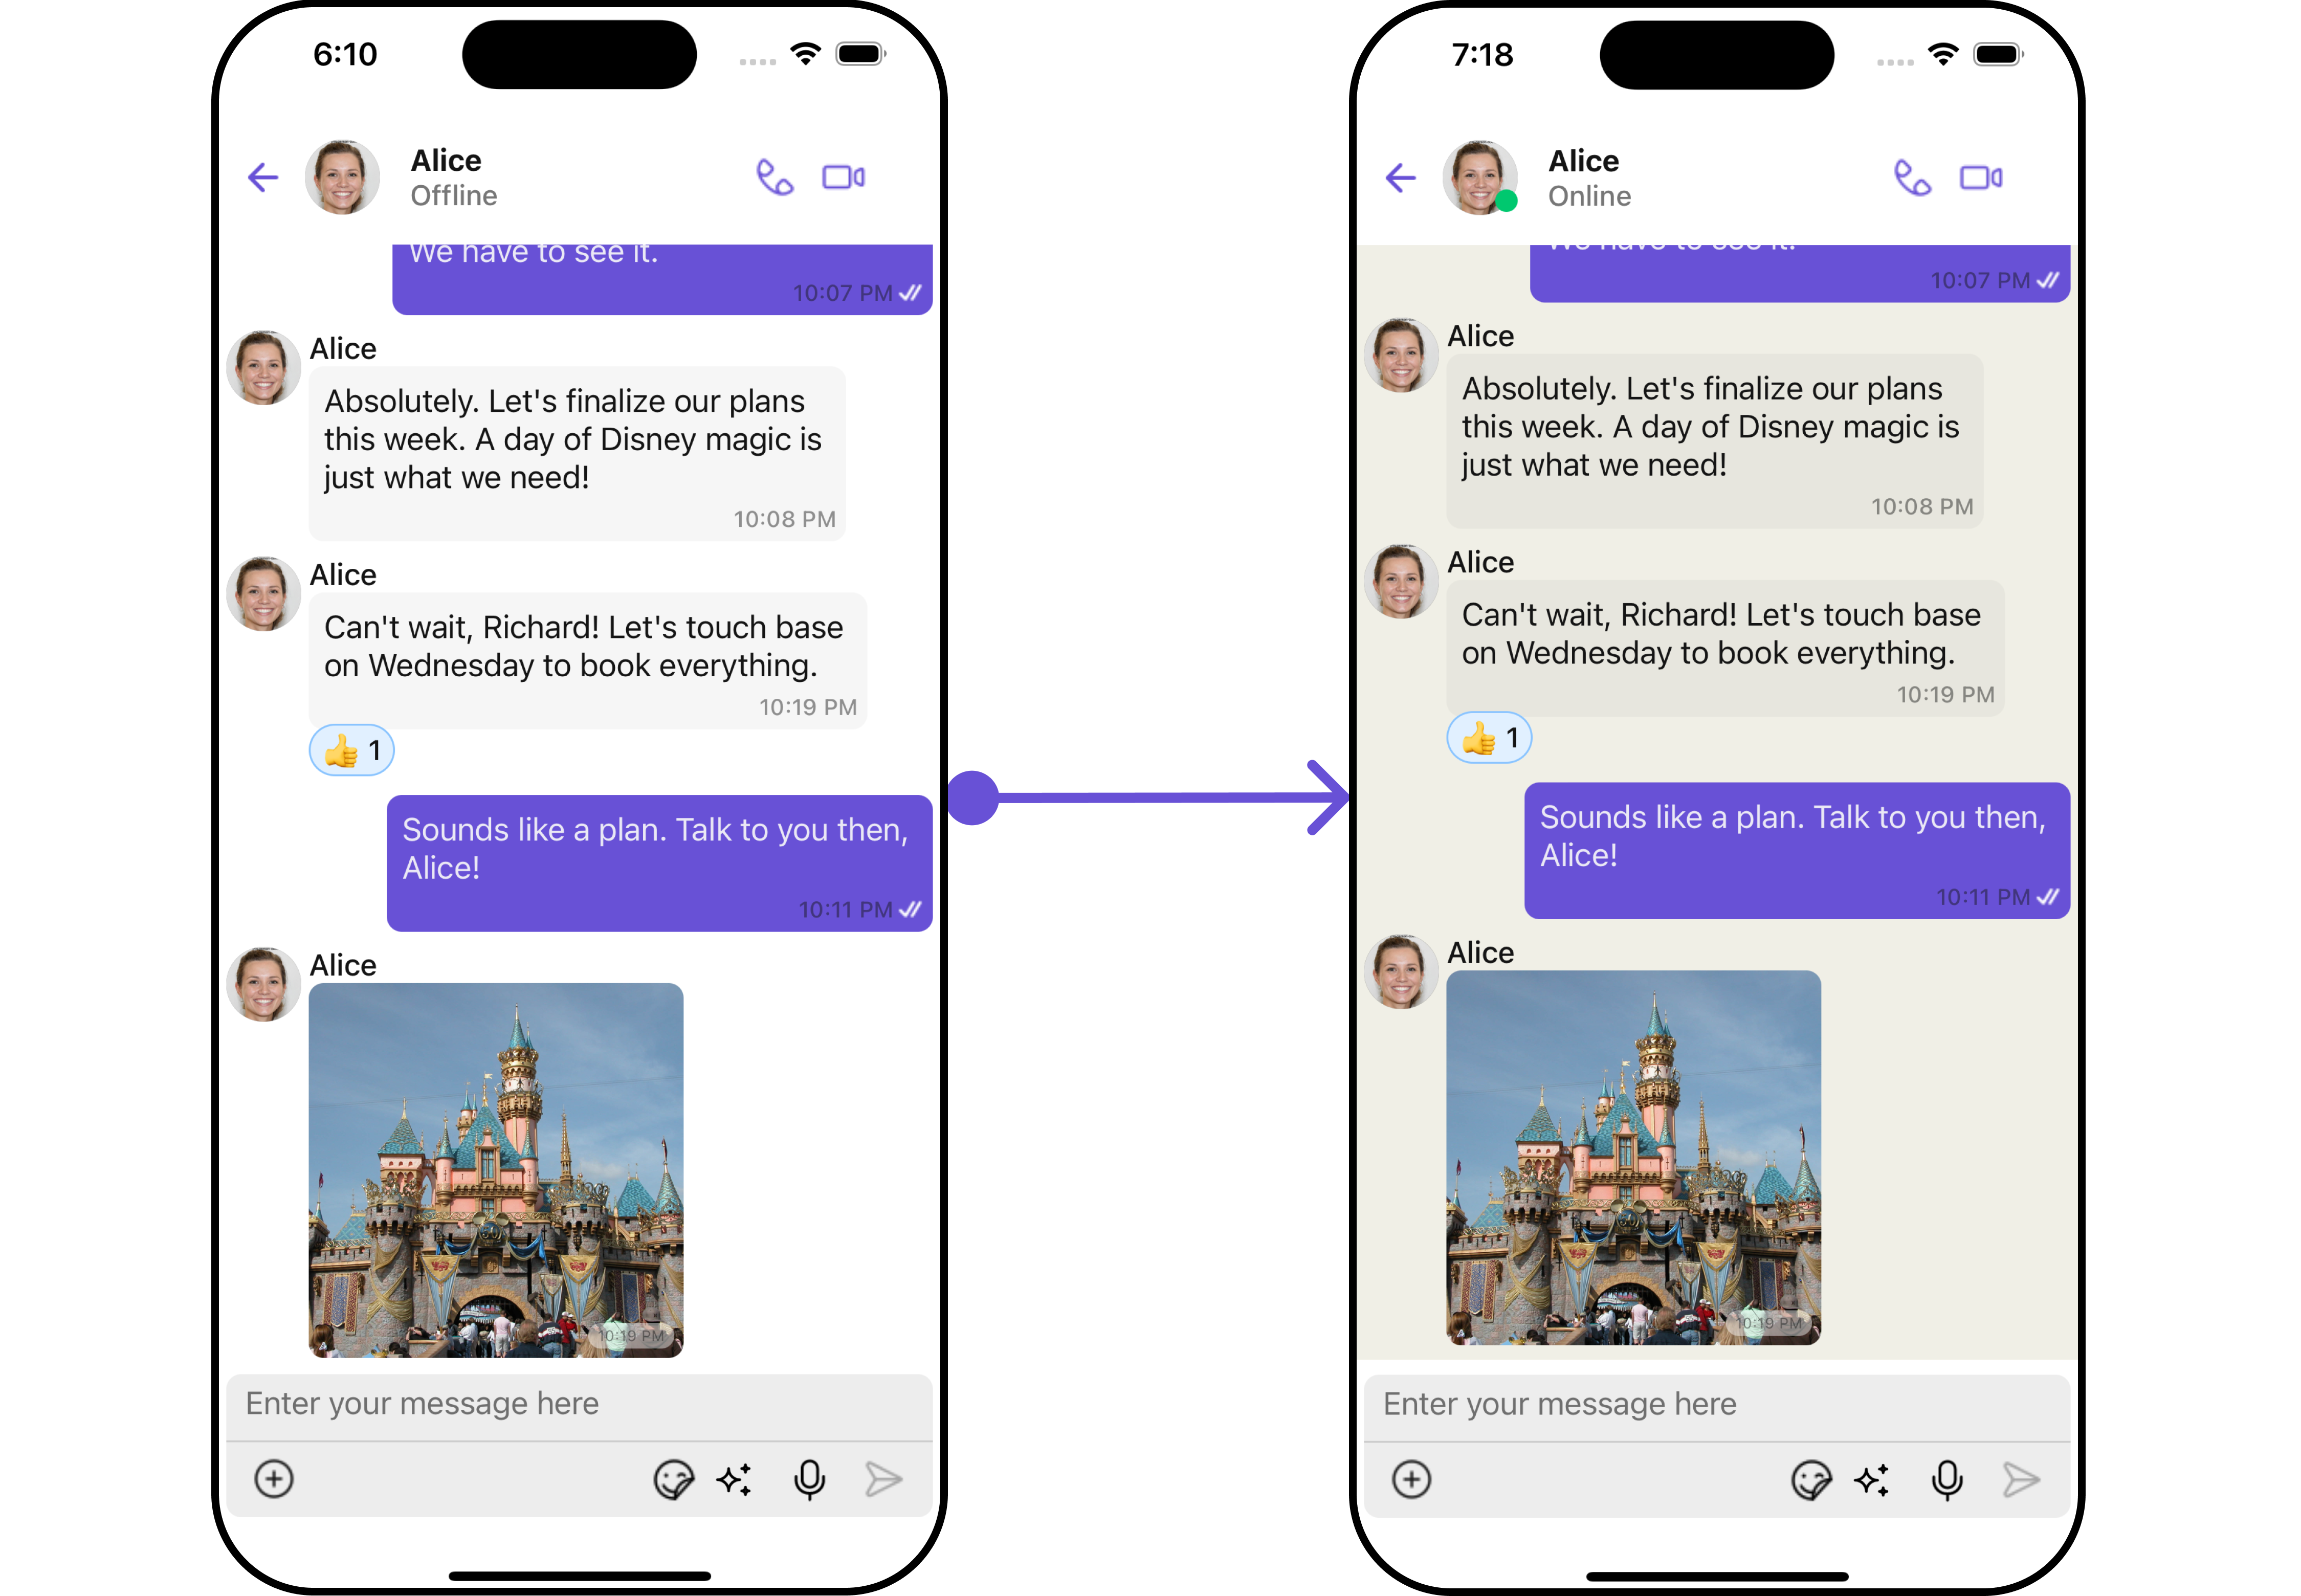 6:10
Alice
Offline
We have to see it.
10:07 PM
Alice
Absolutely. Let's finalize our plans
this week. A day of Disney magic is
just what we need!
10:08 PM
Alice
Can't wait, Richard! Let's touch base
on Wednesday to book everything.
10:19 PM
👍 1
Sounds like a plan. Talk to you then,
Alice!
10:11 PM
Alice
10:19 PM
Enter your message here
7:18
Alice
Online
We have to see it.
10:07 PM
Alice
Absolutely. Let's finalize our plans
this week. A day of Disney magic is
just what we need!
10:08 PM
Alice
Can't wait, Richard! Let's touch base
on Wednesday to book everything.
10:19 PM
👍 1
Sounds like a plan. Talk to you then,
Alice!
10:11 PM
Alice
10:19 PM
Enter your message here